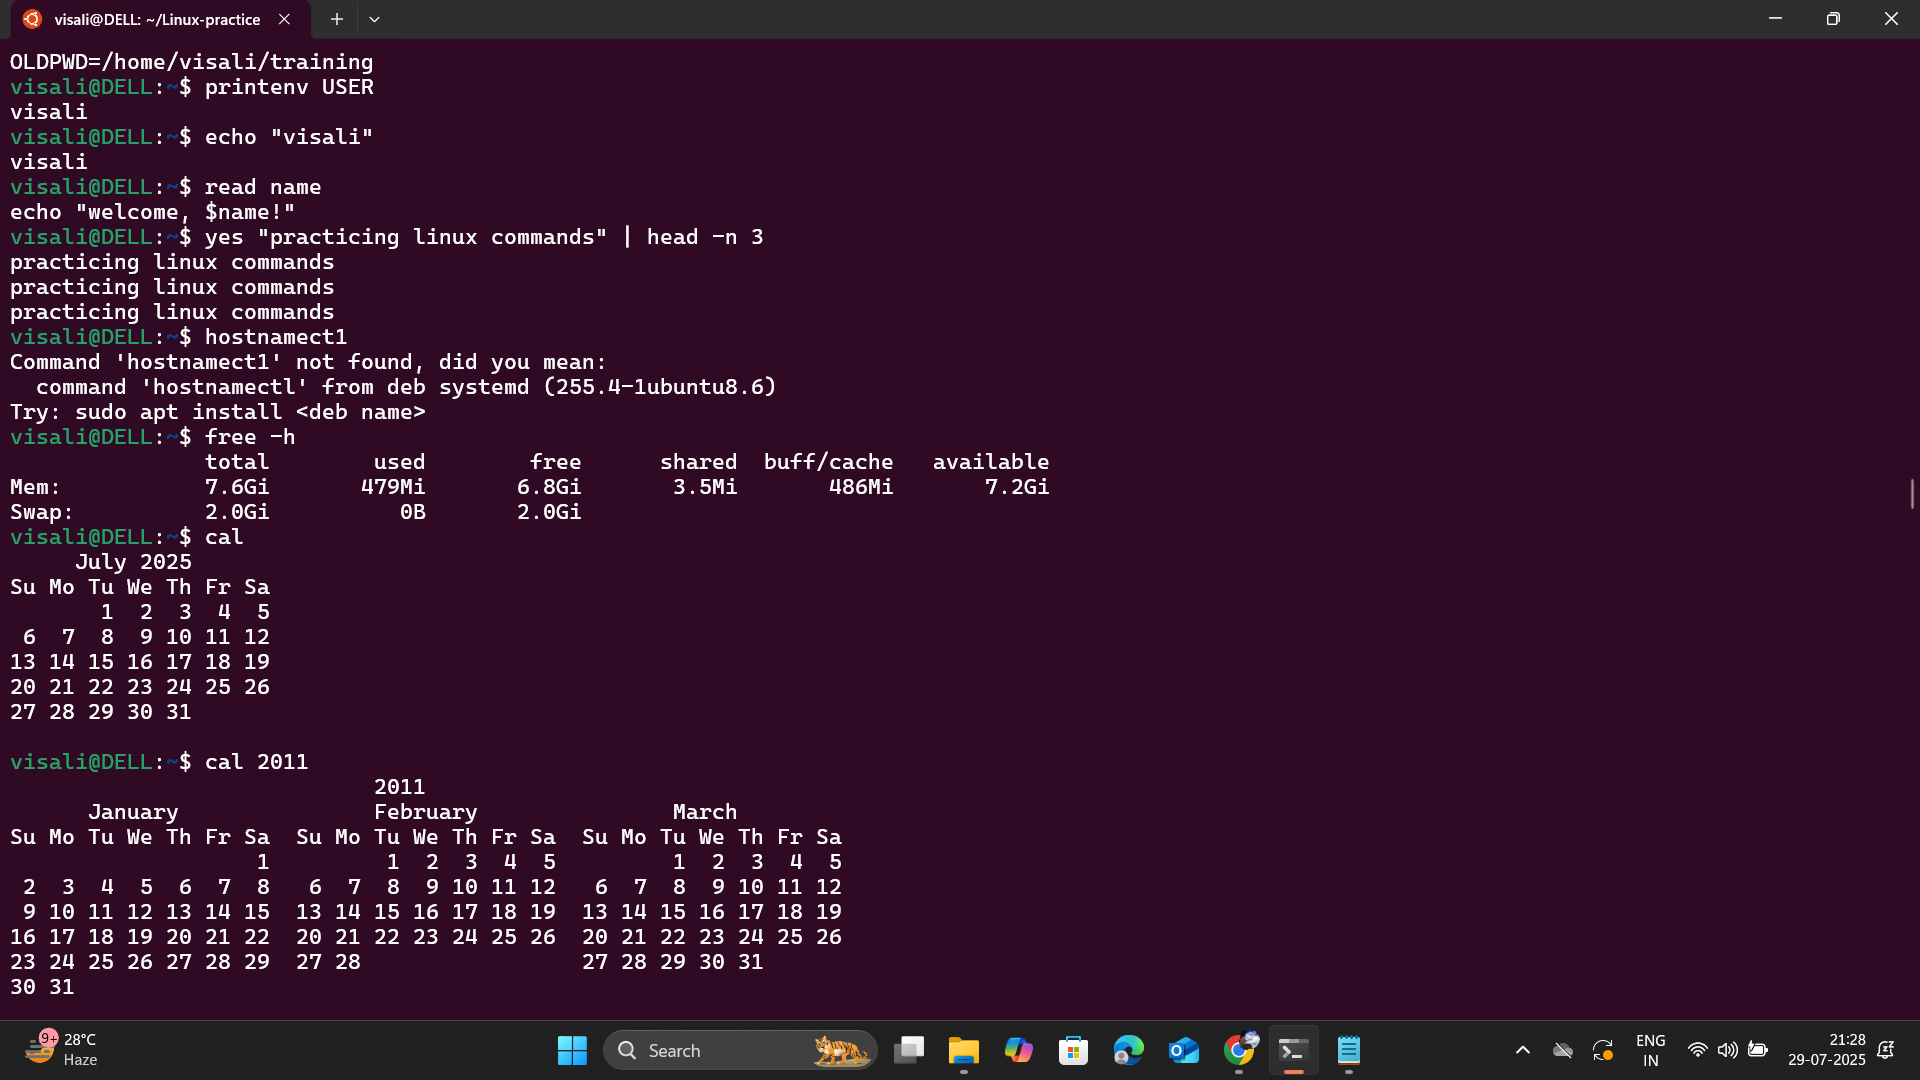 visali@DELL: ~/Linux-practice
OLDPWD=/home/visali/training
visali@DELL:~$ printenv USER
visali
visali@DELL:~$ echo "visali"
visali
visali@DELL:~$ read name
echo "welcome, $name!"
visali@DELL:~$ yes "practicing linux commands" | head -n 3
practicing linux commands
practicing linux commands
practicing linux commands
visali@DELL:~$ hostnamect1
Command 'hostnamect1' not found, did you mean:
  command 'hostnamectl' from deb systemd (255.4-1ubuntu8.6)
Try: sudo apt install <deb name>
visali@DELL:~$ free -h
               total        used        free      shared  buff/cache   available
Mem:           7.6Gi       479Mi       6.8Gi       3.5Mi       486Mi       7.2Gi
Swap:          2.0Gi          0B       2.0Gi
visali@DELL:~$ cal
     July 2025
Su Mo Tu We Th Fr Sa
       1  2  3  4  5
 6  7  8  9 10 11 12
13 14 15 16 17 18 19
20 21 22 23 24 25 26
27 28 29 30 31
visali@DELL:~$ cal 2011
                            2011
      January               February               March
Su Mo Tu We Th Fr Sa  Su Mo Tu We Th Fr Sa  Su Mo Tu We Th Fr Sa
                   1         1  2  3  4  5         1  2  3  4  5
 2  3  4  5  6  7  8   6  7  8  9 10 11 12   6  7  8  9 10 11 12
 9 10 11 12 13 14 15  13 14 15 16 17 18 19  13 14 15 16 17 18 19
16 17 18 19 20 21 22  20 21 22 23 24 25 26  20 21 22 23 24 25 26
23 24 25 26 27 28 29  27 28                 27 28 29 30 31
30 31
9+ 28°C
Haze
Search
ENG
IN
21:28
29-07-2025